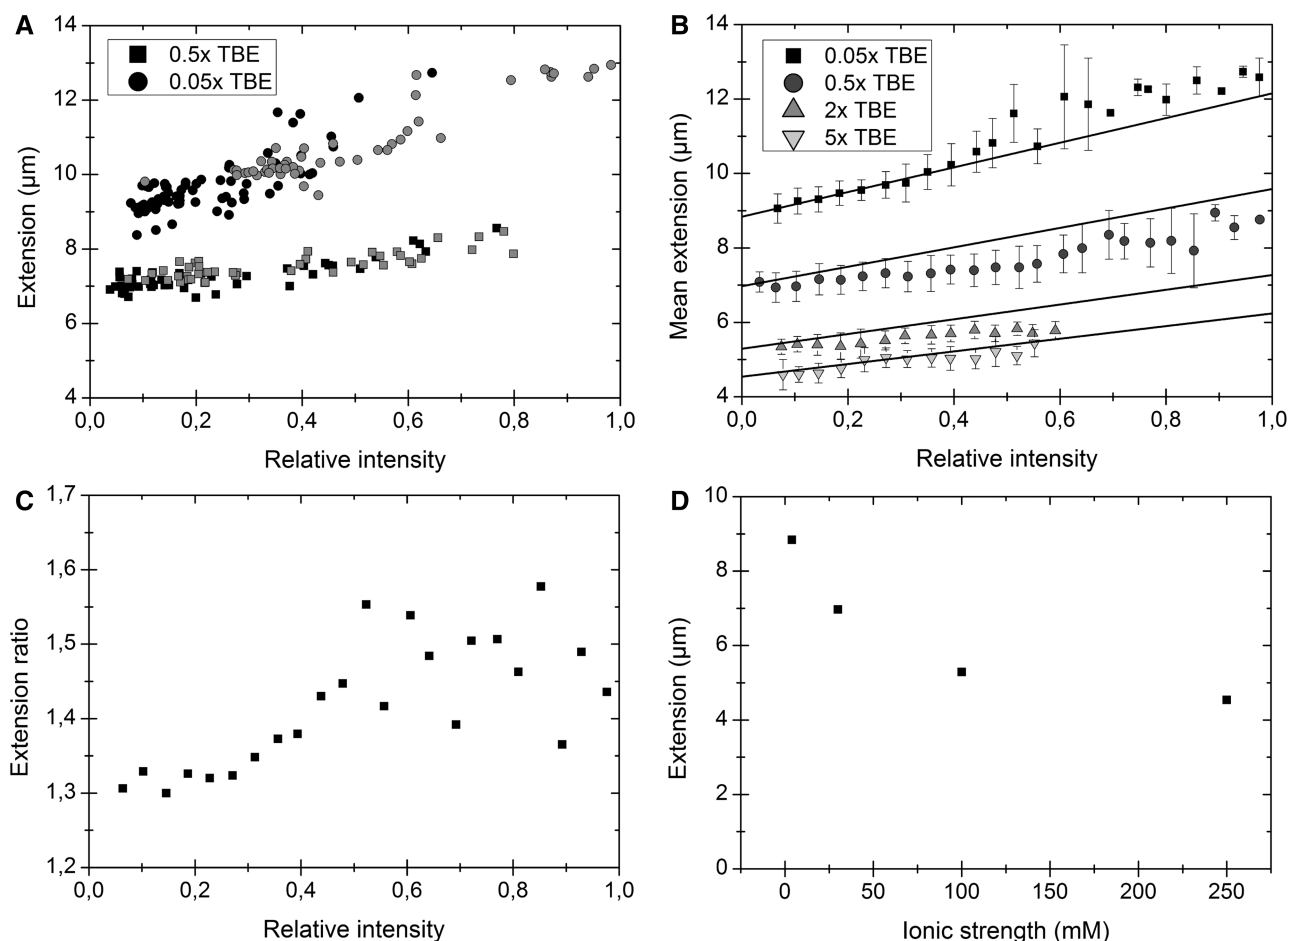 A
14
12
10
8
6
4
Extension (μm)
0.5x TBE
0.05x TBE
0,0 0,2 0,4 0,6 0,8 1,0
Relative intensity
B
14
12
10
8
6
4
Mean extension (μm)
0.05x TBE
0.5x TBE
2x TBE
5x TBE
0,0 0,2 0,4 0,6 0,8 1,0
Relative intensity
C
1,7
1,6
1,5
1,4
1,3
1,2
Extension ratio
0,0 0,2 0,4 0,6 0,8 1,0
Relative intensity
D
10
8
6
4
2
0
Extension (μm)
0 50 100 150 200 250
Ionic strength (mM)